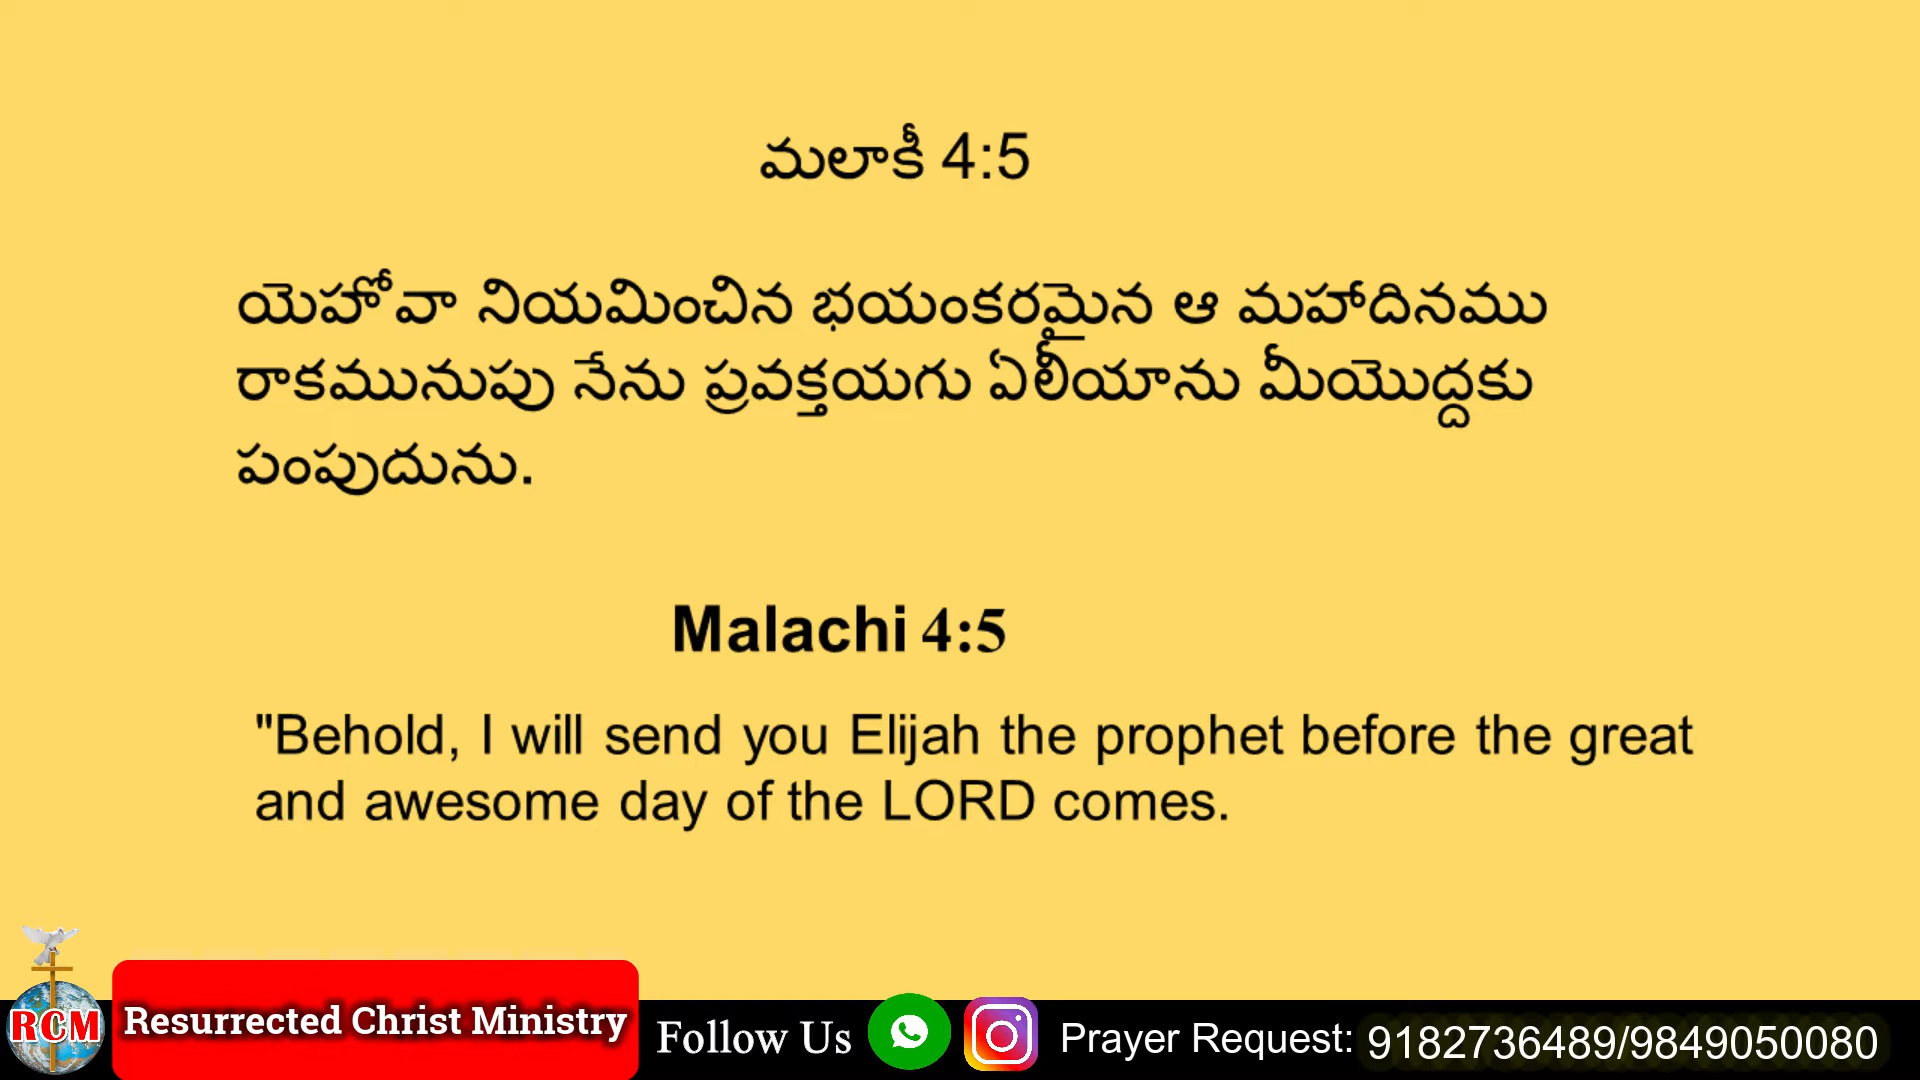 మలాకీ 4:5
యెహోవా నియమించిన భయంకరమైన ఆ మహాదినము
రాకమునుపు నేను ప్రవక్తయగు ఏలీయాను మీయొద్దకు
పంపుదును.
Malachi 4:5
"Behold, I will send you Elijah the prophet before the great
and awesome day of the LORD comes.
RCM
Resurrected Christ Ministry
Follow Us
Prayer Request: 9182736489/9849050080